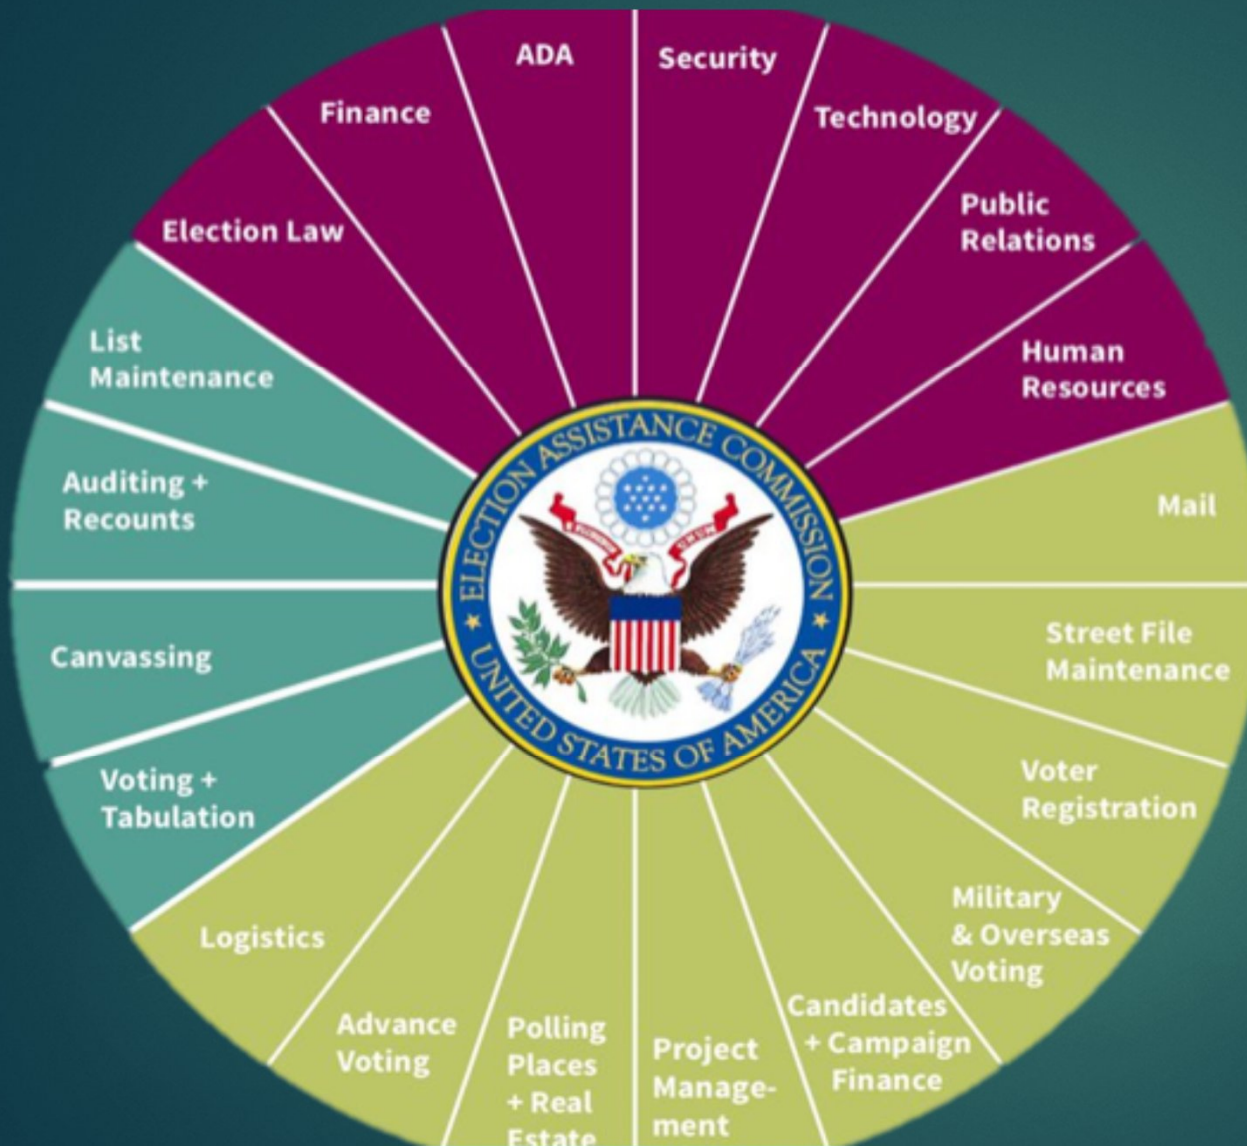 ADA
Security
Finance
Technology
Public
Relations
Election Law
Human
Resources
List
Maintenance
Auditing +
Recounts
Mail
Canvassing
Street File
Maintenance
Voting +
Tabulation
Voter
Registration
Logistics
Military
& Overseas
Voting
Advance
Voting
Polling
Places
+ Real
Estate
Project
Manage-
ment
Candidates
+ Campaign
Finance
ELECTION ASSISTANCE COMMISSION
UNITED STATES OF AMERICA